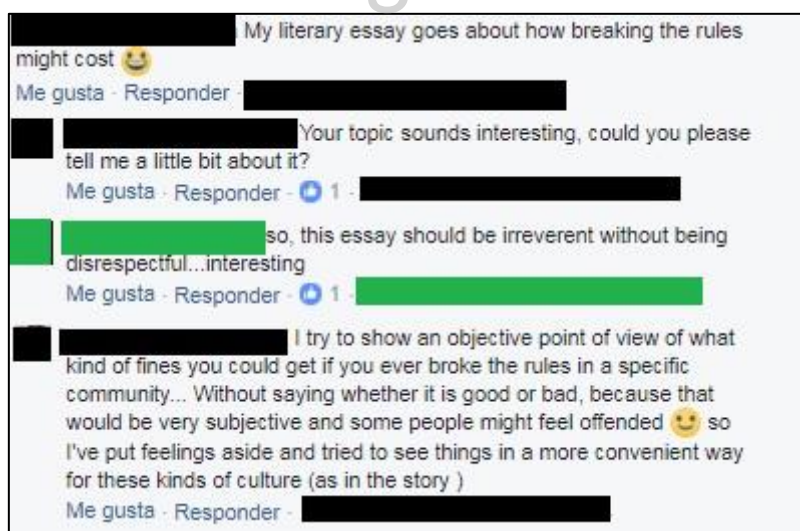 My literary essay goes about how breaking the rules
might cost 😀
Me gusta · Responder ·
Your topic sounds interesting, could you please
tell me a little bit about it?
Me gusta · Responder · 1 ·
so, this essay should be irreverent without being
disrespectful...interesting
Me gusta · Responder · 1 ·
I try to show an objective point of view of what
kind of fines you could get if you ever broke the rules in a specific
community... Without saying whether it is good or bad, because that
would be very subjective and some people might feel offended 🙂 so
I've put feelings aside and tried to see things in a more convenient way
for these kinds of culture (as in the story )
Me gusta · Responder ·